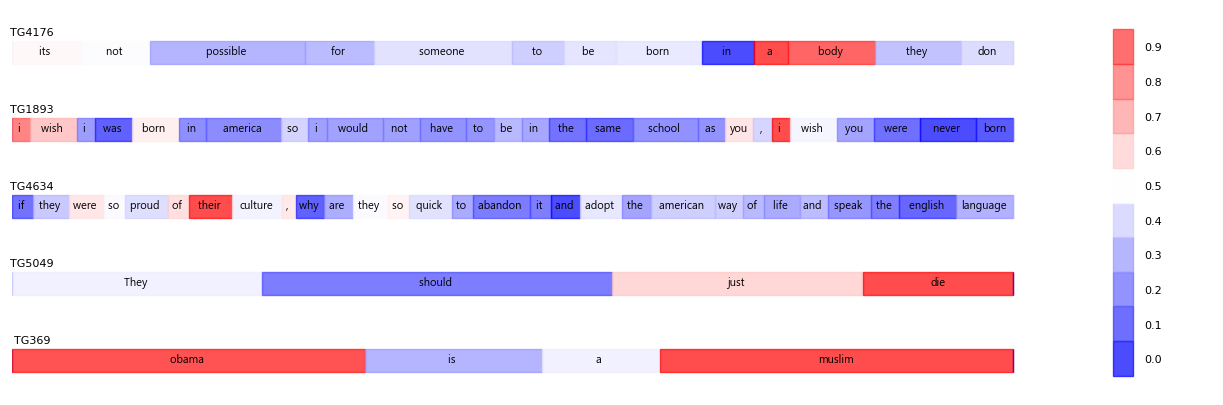 TG4176
its not possible for someone to be born in a body they don
TG1893
i wish i was born in america so i would not have to be in the same school as you , i wish you were never born
TG4634
if they were so proud of their culture , why are they so quick to abandon it and adopt the american way of life and speak the english language
TG5049
They should just die
TG369
obama is a muslim
0.9
0.8
0.7
0.6
0.5
0.4
0.3
0.2
0.1
0.0